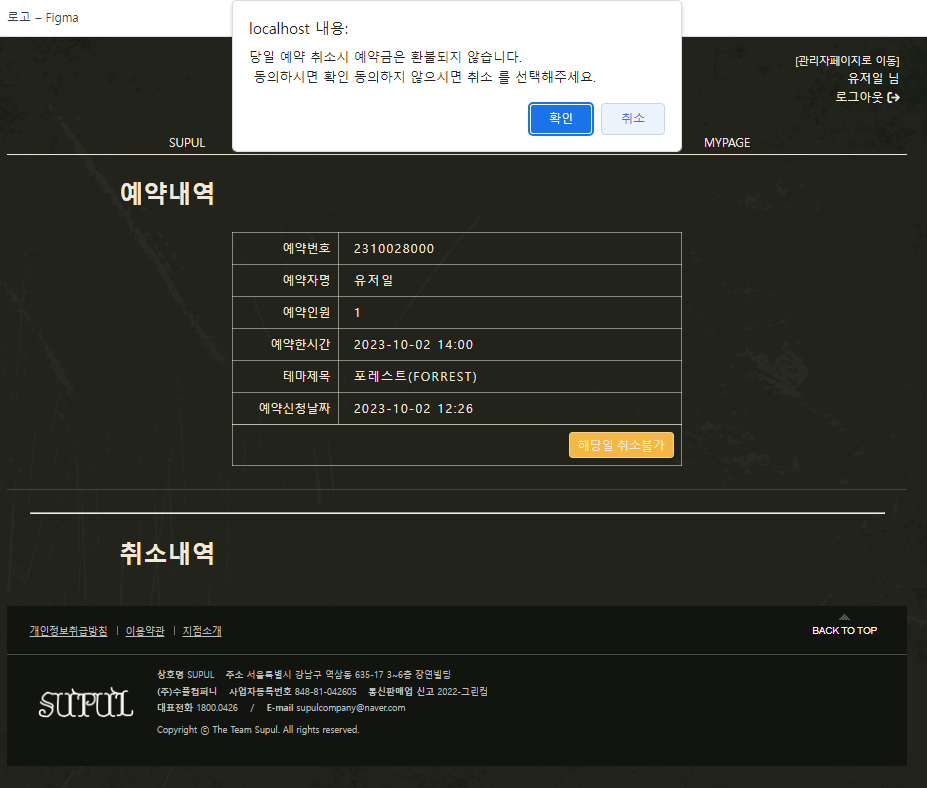 로고 – Figma
localhost 내용:
당일 예약 취소시 예약금은 환불되지 않습니다.
동의하시면 확인 동의하지 않으시면 취소 를 선택해주세요.
확인 취소
[관리자페이지로 이동]
유저일 님
로그아웃
SUPUL MYPAGE
예약내역
예약번호 2310028000
예약자명 유저일
예약인원 1
예약한시간 2023-10-02 14:00
테마제목 포레스트(FORREST)
예약신청날짜 2023-10-02 12:26
해당일 취소불가
취소내역
개인정보취급방침 | 이용약관 | 지점소개
BACK TO TOP
SUPUL
상호명 SUPUL 주소 서울특별시 강남구 역삼동 635-17 3~6층 장연빌딩
(주)수풀컴퍼니 사업자등록번호 848-81-042605 통신판매업 신고 2022-그린컴
대표전화 1800.0426 / E-mail supulcompany@naver.com
Copyright ⓒ The Team Supul. All rights reserved.